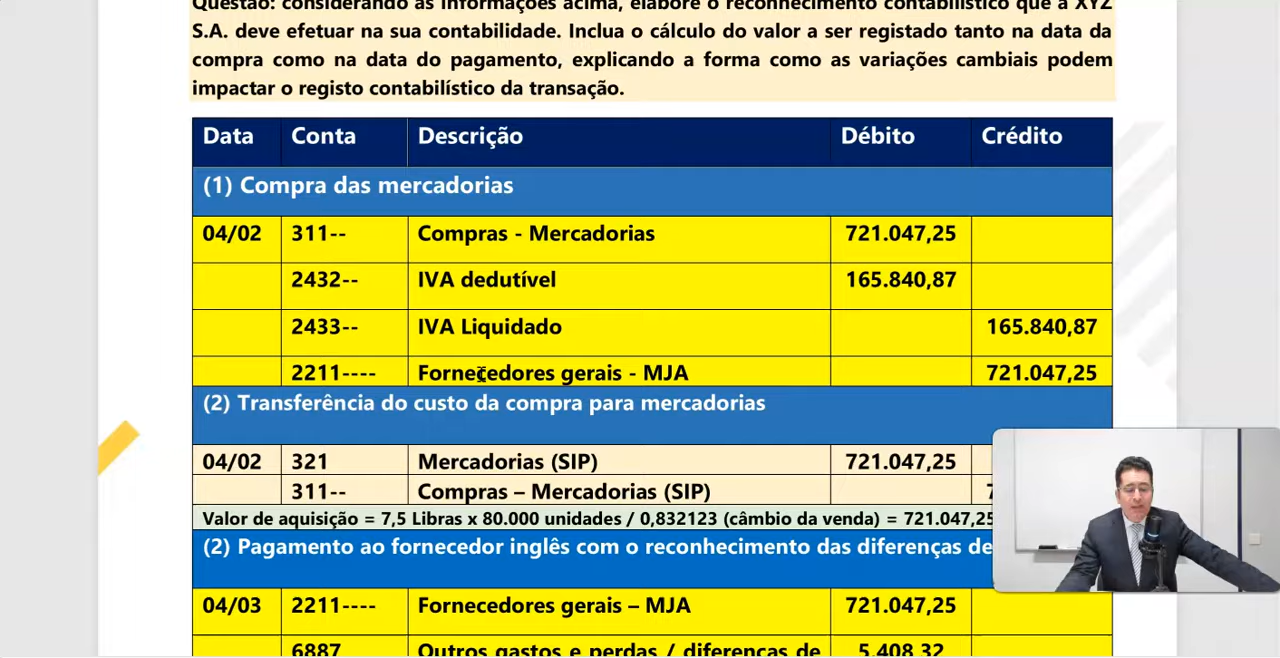 Questão: considerando as informações acima, elabore o reconhecimento contabilístico que a XYZ
S.A. deve efetuar na sua contabilidade. Inclua o cálculo do valor a ser registado tanto na data da
compra como na data do pagamento, explicando a forma como as variações cambiais podem
impactar o registo contabilístico da transação.
Data Conta Descrição Débito Crédito
(1) Compra das mercadorias
04/02 311-- Compras - Mercadorias 721.047,25
2432-- IVA dedutível 165.840,87
2433-- IVA Liquidado 165.840,87
2211---- Fornecedores gerais - MJA 721.047,25
(2) Transferência do custo da compra para mercadorias
04/02 321 Mercadorias (SIP) 721.047,25
311-- Compras – Mercadorias (SIP)
Valor de aquisição = 7,5 Libras x 80.000 unidades / 0,832123 (câmbio da venda) = 721.047,25
(2) Pagamento ao fornecedor inglês com o reconhecimento das diferenças de
04/03 2211---- Fornecedores gerais – MJA 721.047,25
6887 Outros gastos e perdas / diferenças de 5.408,32